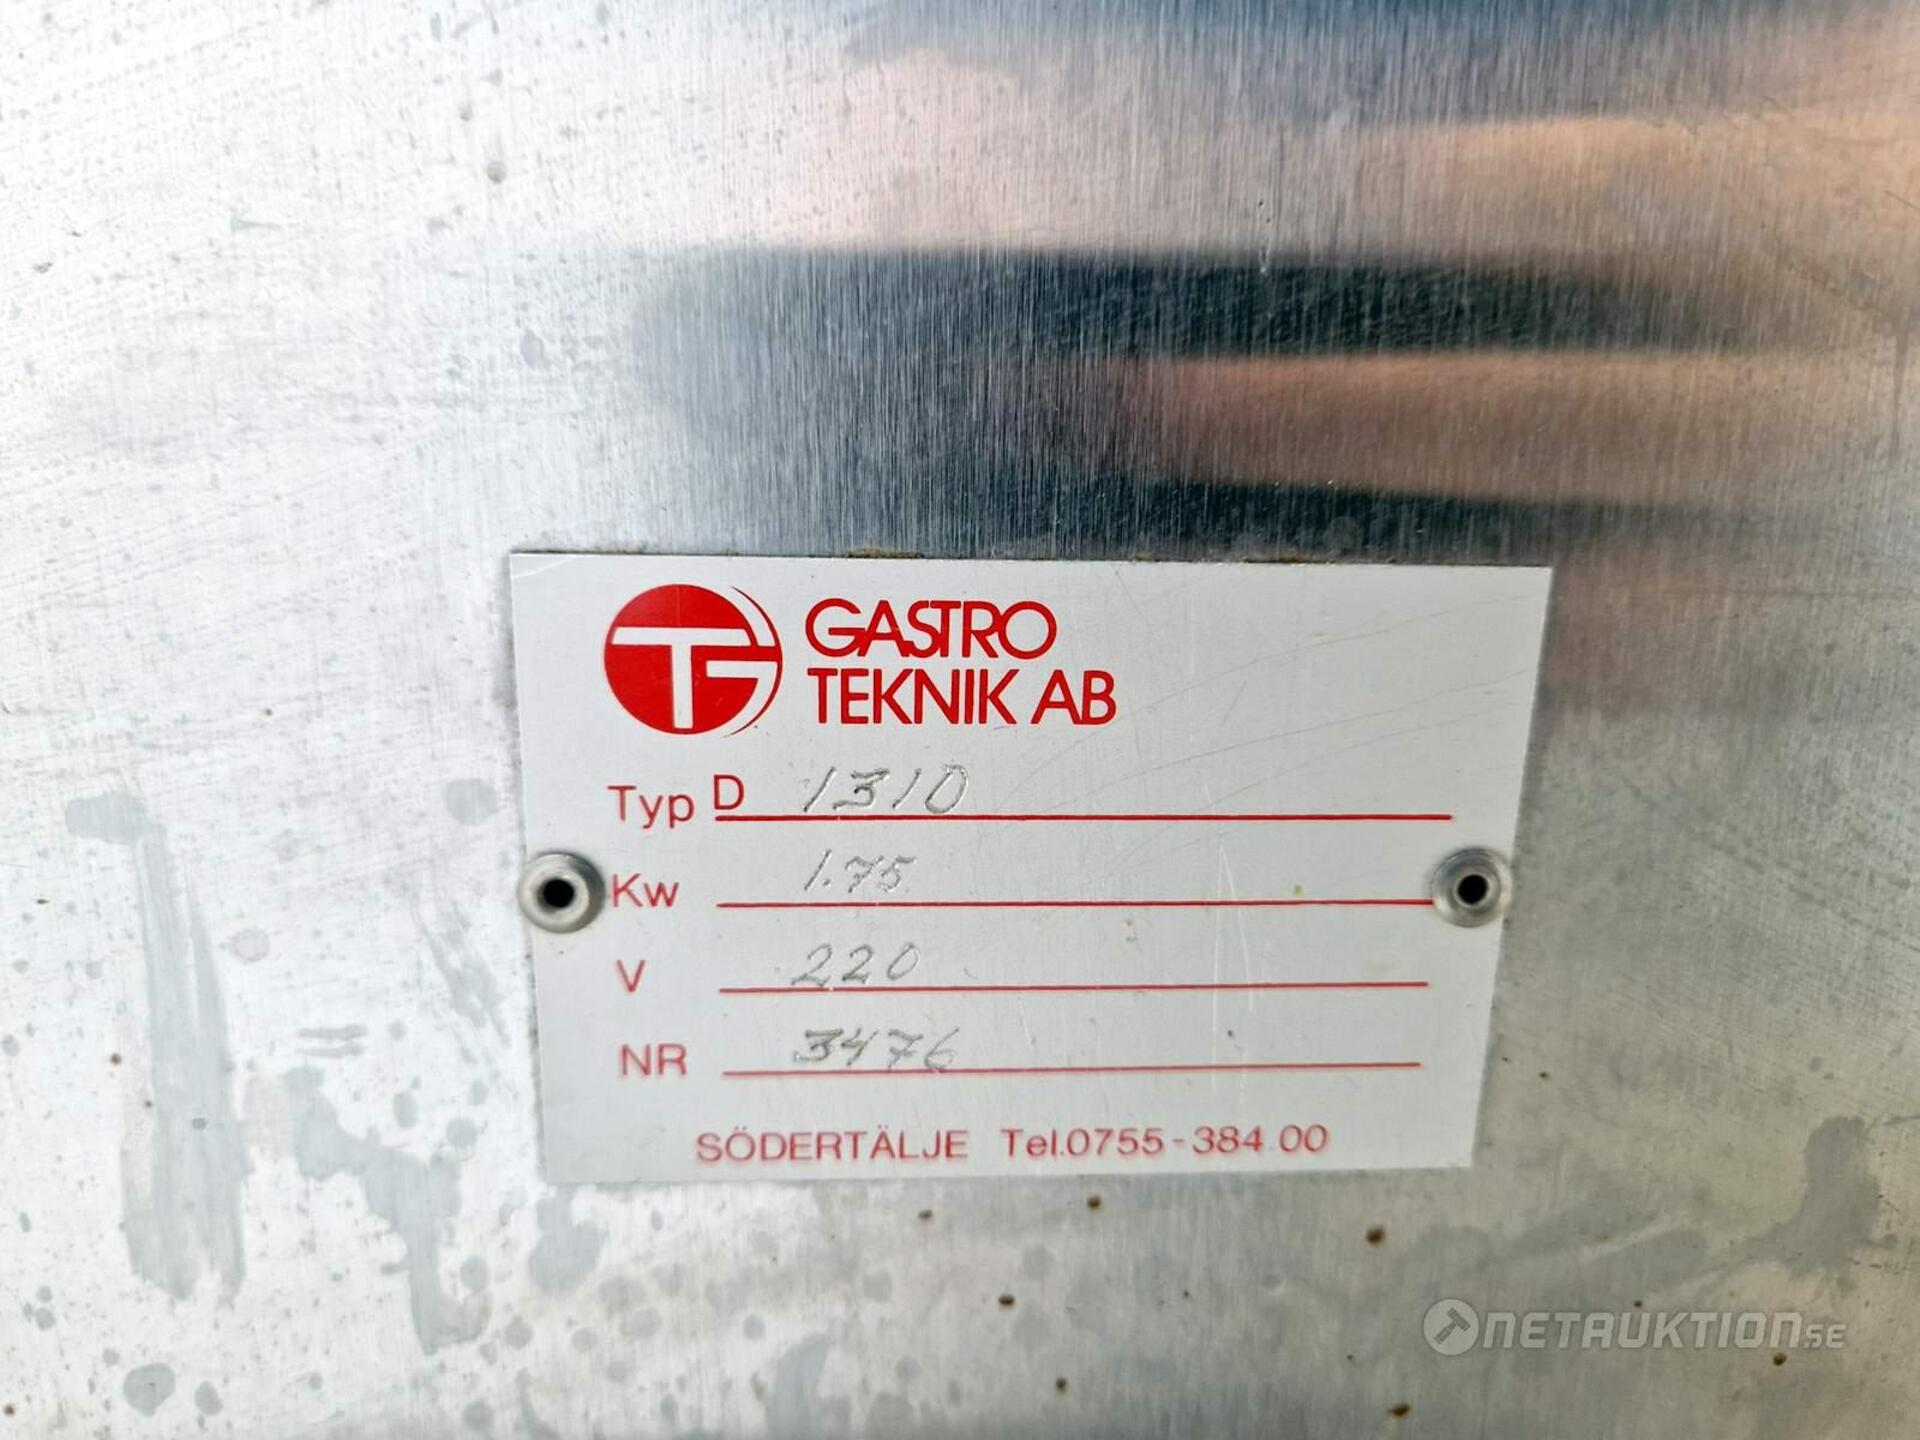 GASTRO
TEKNIK AB
Typ D 1310
Kw 1.75
V 220
NR 3476
SÖDERTÄLJE Tel.0755-384 00
NETAUKTION.SE